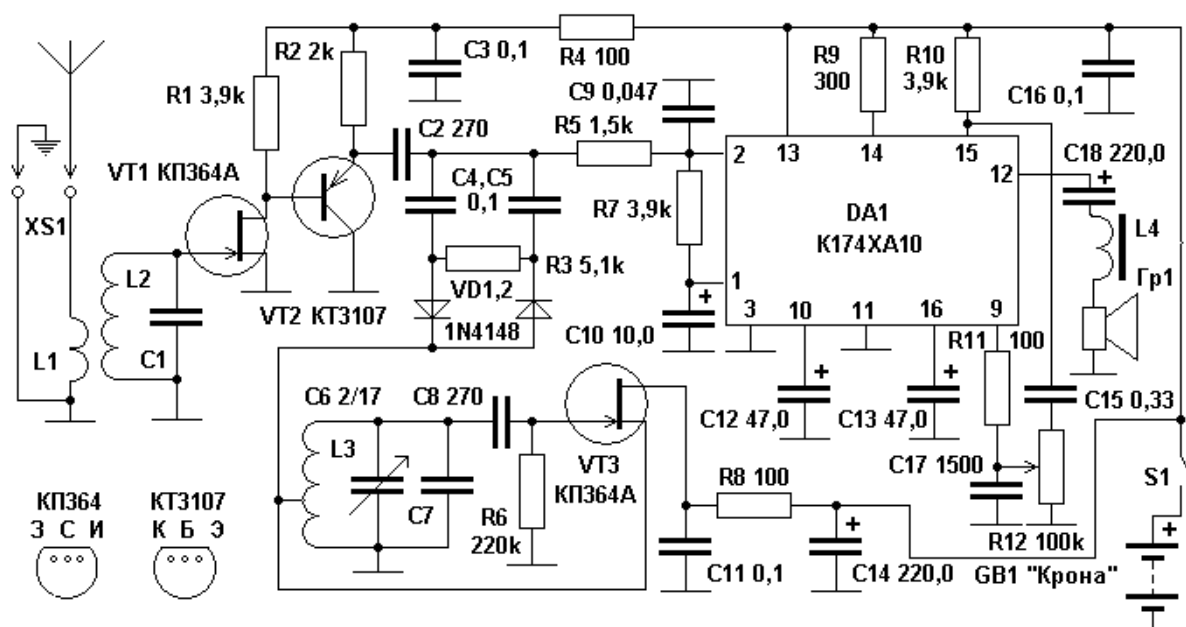 R2 2k
C3 0,1
R4 100
R9
300
R10
3,9k
R1 3,9k
C9 0,047
C16 0,1
C2 270
R5 1,5k
VT1 КП364А
2
13
14
15
12
C18 220,0
C4,C5
0,1
XS1
R7 3,9k
DA1
К174ХА10
L4
L2
R3 5,1k
Гр1
VD1,2
1
VT2 КТ3107
1N4148
3
10
11
16
9
L1
C1
C10 10,0
R11
100
C6 2/17
C8 270
C12 47,0
C13 47,0
C15 0,33
L3
VT3
КП364А
C17 1500
S1
R8 100
КП364
З С И
КТ3107
К Б Э
C7
R6
220k
R12 100k
C11 0,1
C14 220,0
GB1 "Крона"